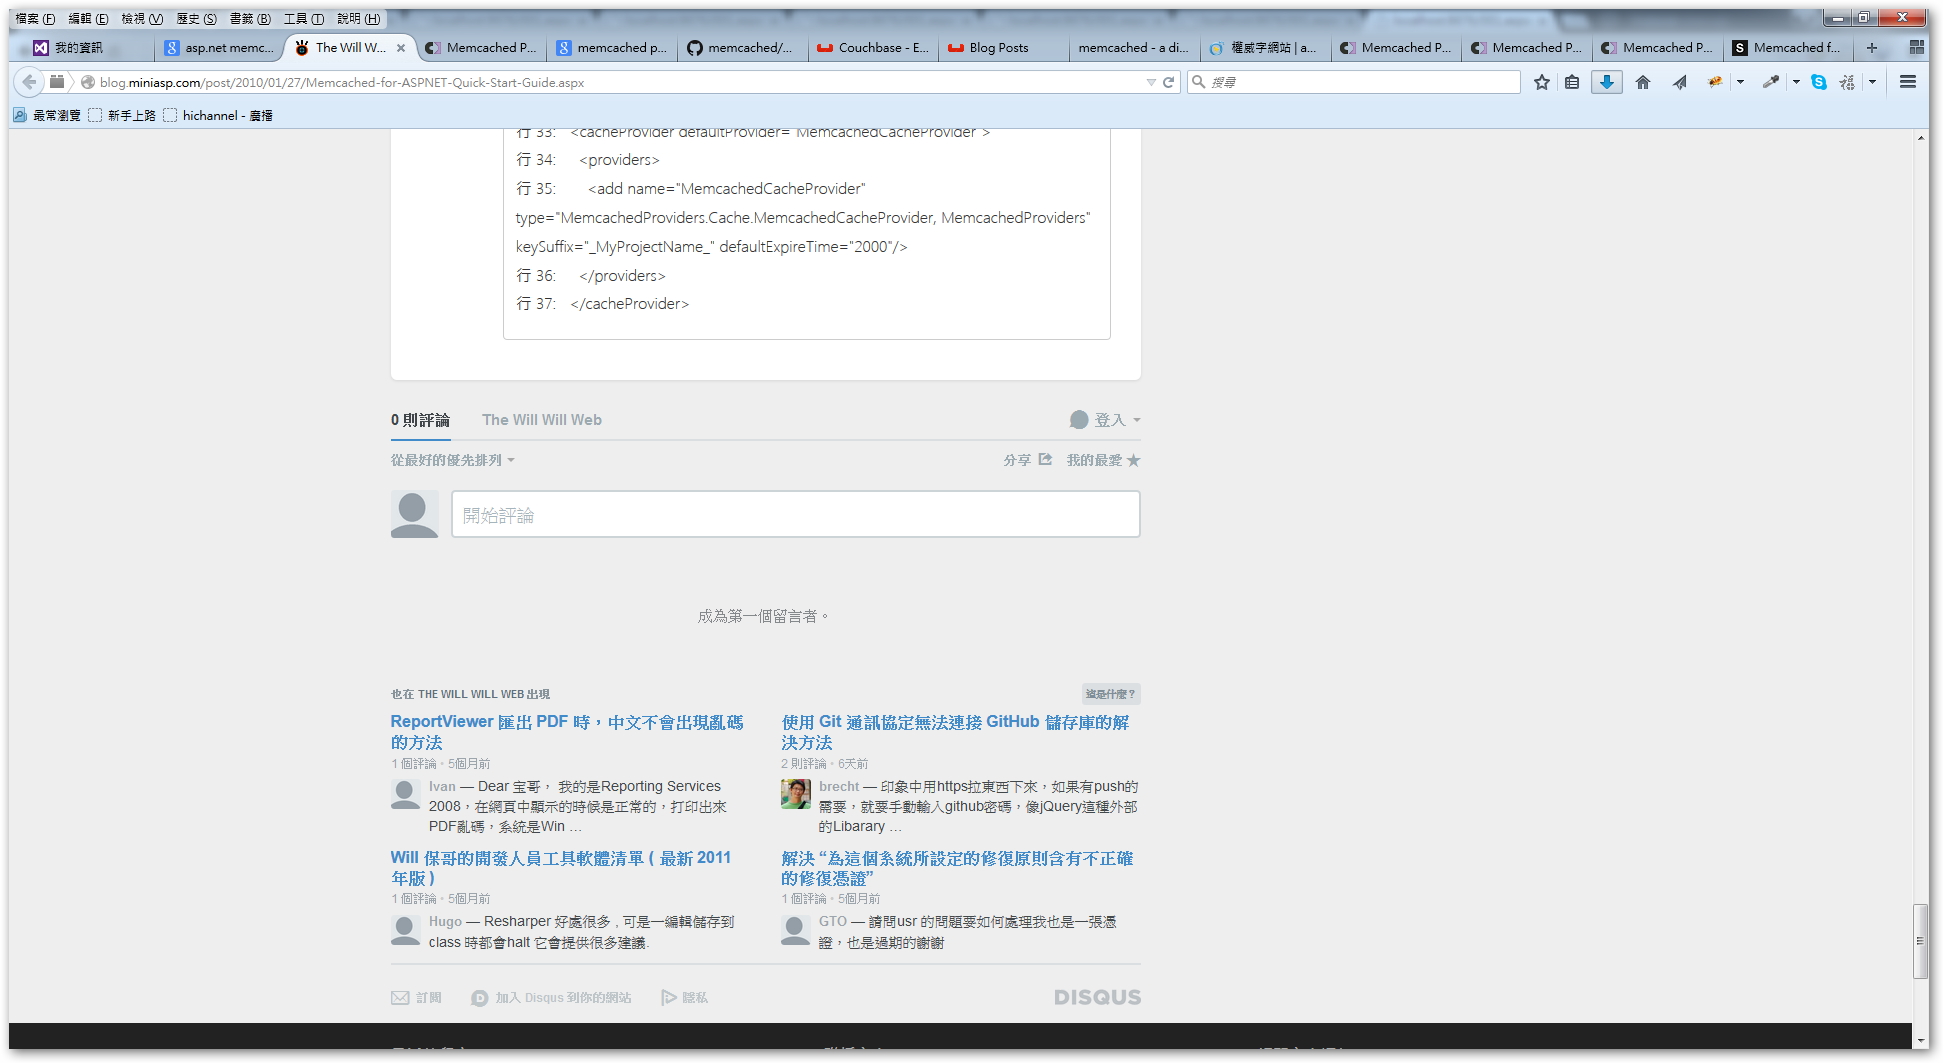 檔案 (F) 編輯 (E) 檢視 (V) 歷史 (S) 書籤 (B) 工具 (T) 說明 (H)
我的資訊 asp.net memc... The Will W... Memcached P... memcached p... memcached/... Couchbase - E... Blog Posts memcached - a di... 權威字網站 | a... Memcached P... Memcached P... Memcached P... Memcached f...
blog.miniasp.com/post/2010/01/27/Memcached-for-ASPNET-Quick-Start-Guide.aspx 搜尋
最常瀏覽 新手上路 hichannel - 廣播
行 33: <cacheProvider defaultProvider="MemcachedCacheProvider">
行 34: <providers>
行 35: <add name="MemcachedCacheProvider"
type="MemcachedProviders.Cache.MemcachedCacheProvider, MemcachedProviders"
keySuffix="_MyProjectName_" defaultExpireTime="2000"/>
行 36: </providers>
行 37: </cacheProvider>
0 則評論 The Will Will Web 登入
從最好的優先排列 分享 我的最愛
開始評論
成為第一個留言者。
也在 THE WILL WILL WEB 出現 這是什麼?
ReportViewer 匯出 PDF 時，中文不會出現亂碼
的方法
1 個評論 • 5個月前
Ivan — Dear 宝哥， 我的是Reporting Services
2008，在網頁中顯示的時候是正常的，打印出來
PDF亂碼，系統是Win ...
使用 Git 通訊協定無法連接 GitHub 儲存庫的解
決方法
2 則評論 • 6天前
brecht — 印象中用https拉東西下來，如果有push的
需要，就要手動輸入github密碼，像jQuery這種外部
的Libarary ...
Will 保哥的開發人員工具軟體清單 ( 最新 2011
年版 )
1 個評論 • 5個月前
Hugo — Resharper 好處很多 , 可是一編輯儲存到
class 時都會halt 它會提供很多建議.
解決 “為這個系統所設定的修復原則含有不正確
的修復憑證”
1 個評論 • 5個月前
GTO — 請問usr 的問題要如何處理我也是一張憑
證，也是過期的謝謝
訂閱 加入 Disqus 到你的網站 隱私 DISQUS